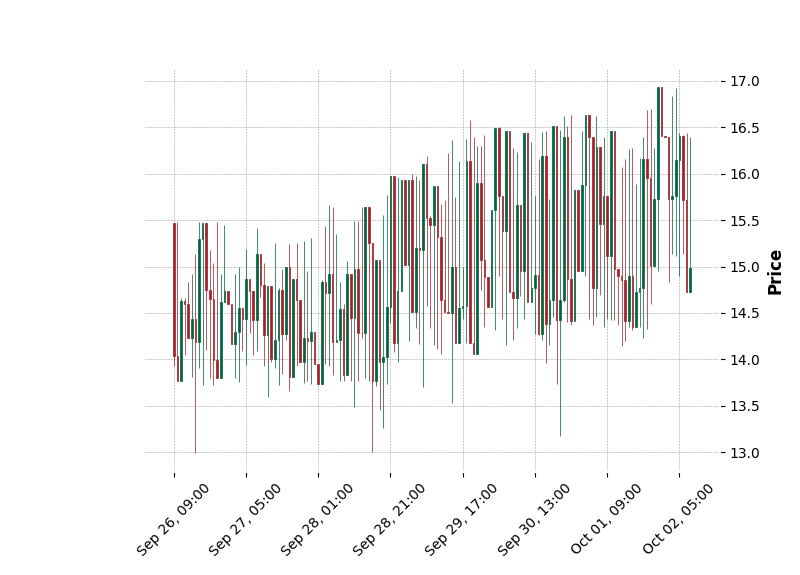 17.0
16.5
16.0
15.5
15.0
14.5
14.0
13.5
13.0
Price
Sep 26, 09:00
Sep 27, 05:00
Sep 28, 01:00
Sep 28, 21:00
Sep 29, 17:00
Sep 30, 13:00
Oct 01, 09:00
Oct 02, 05:00